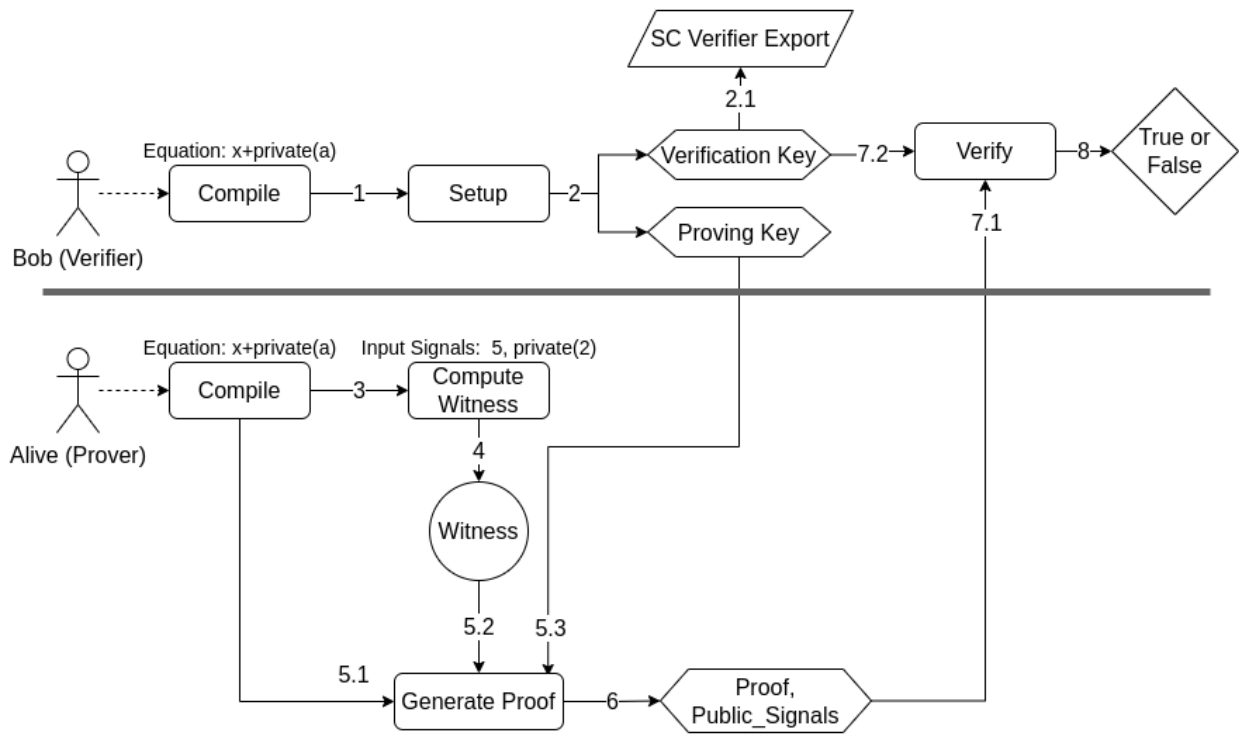 SC Verifier Export
2.1
Equation: x+private(a)
Compile
1
Setup
2
Verification Key
7.2
Verify
8
True or
False
Proving Key
7.1
Bob (Verifier)
Equation: x+private(a)
Input Signals:  5, private(2)
Compile
3
Compute
Witness
Alive (Prover)
4
Witness
5.2
5.3
5.1
Generate Proof
6
Proof,
Public_Signals